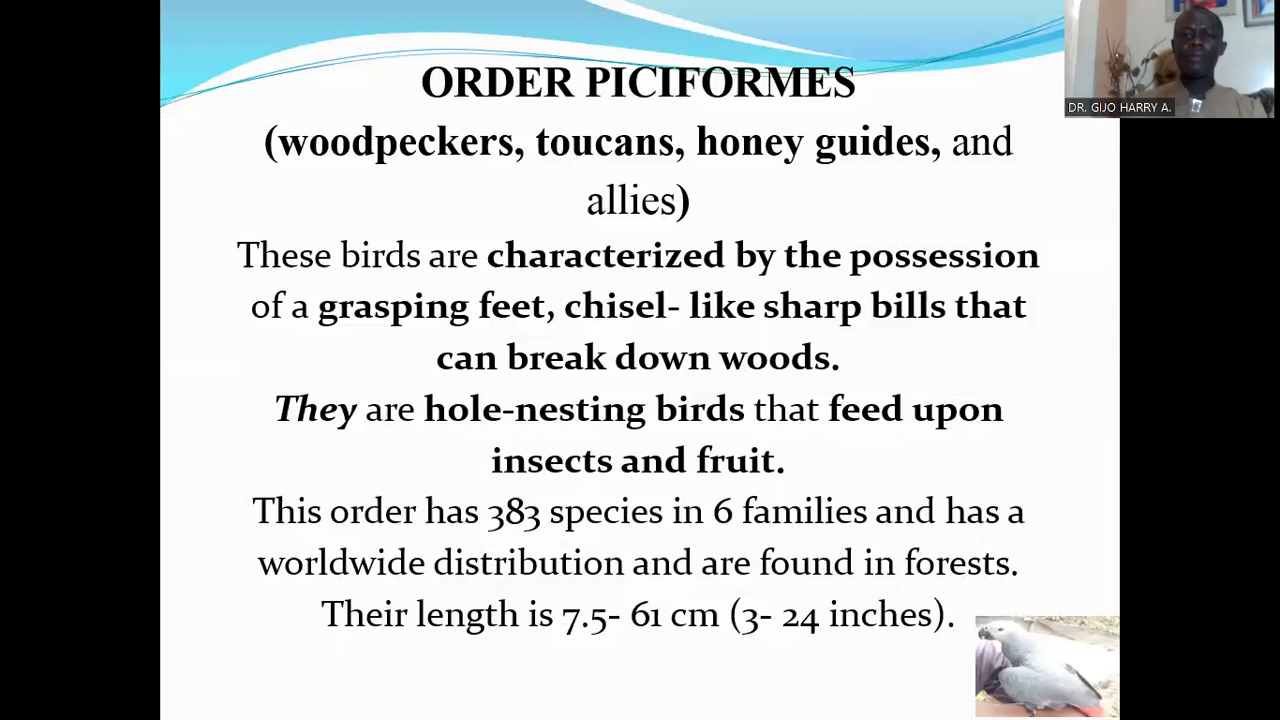 ORDER PICIFORMES
(woodpeckers, toucans, honey guides, and
allies)
These birds are characterized by the possession
of a grasping feet, chisel- like sharp bills that
can break down woods.
They are hole-nesting birds that feed upon
insects and fruit.
This order has 383 species in 6 families and has a
worldwide distribution and are found in forests.
Their length is 7.5- 61 cm (3- 24 inches).
DR. GIJO HARRY A.